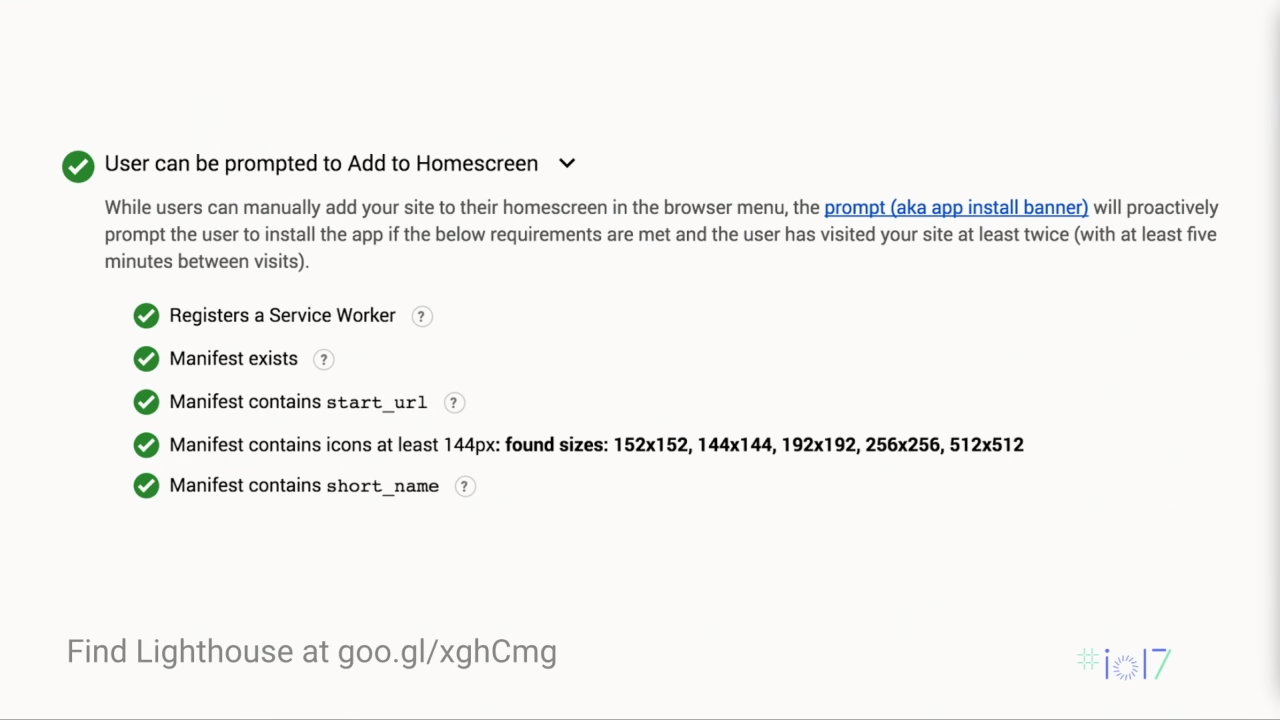 User can be prompted to Add to Homescreen
While users can manually add your site to their homescreen in the browser menu, the prompt (aka app install banner) will proactively
prompt the user to install the app if the below requirements are met and the user has visited your site at least twice (with at least five
minutes between visits).
Registers a Service Worker ?
Manifest exists ?
Manifest contains start_url ?
Manifest contains icons at least 144px: found sizes: 152x152, 144x144, 192x192, 256x256, 512x512
Manifest contains short_name ?
Find Lighthouse at goo.gl/xghCmg
#io17